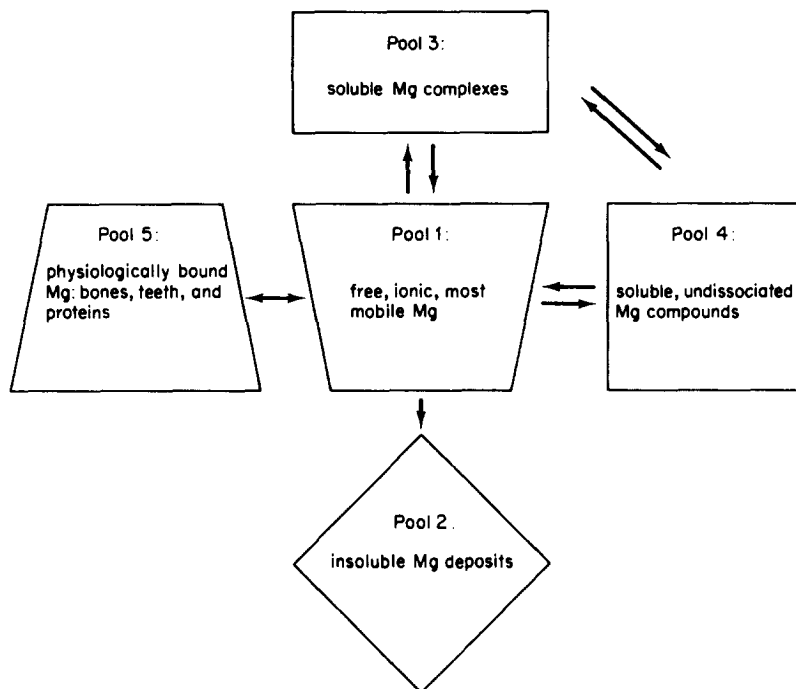 Pool 3:
soluble Mg complexes
Pool 5:
physiologically bound
Mg: bones, teeth, and
proteins
Pool 1:
free, ionic, most
mobile Mg
Pool 4:
soluble, undissociated
Mg compounds
Pool 2:
insoluble Mg deposits